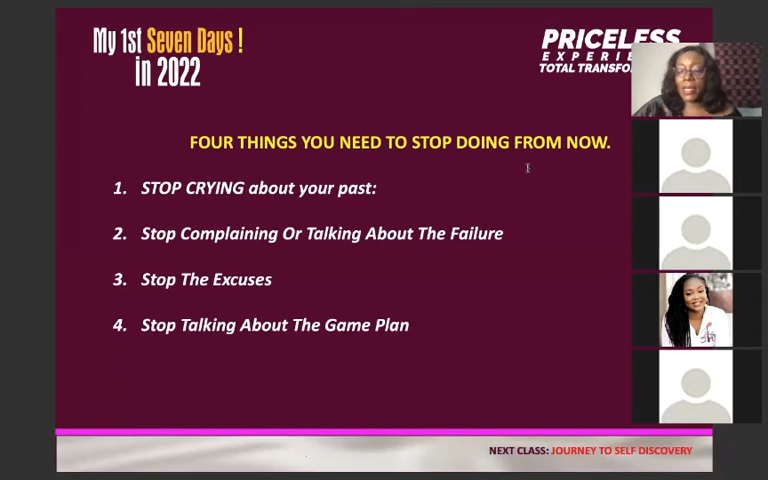 My 1st Seven Days !
in 2022
PRICELESS
TOTAL
FOUR THINGS YOU NEED TO STOP DOING FROM NOW.
1. STOP CRYING about your past:
2. Stop Complaining Or Talking About The Failure
3. Stop The Excuses
4. Stop Talking About The Game Plan
NEXT CLASS: JOURNEY TO SELF DISCOVERY